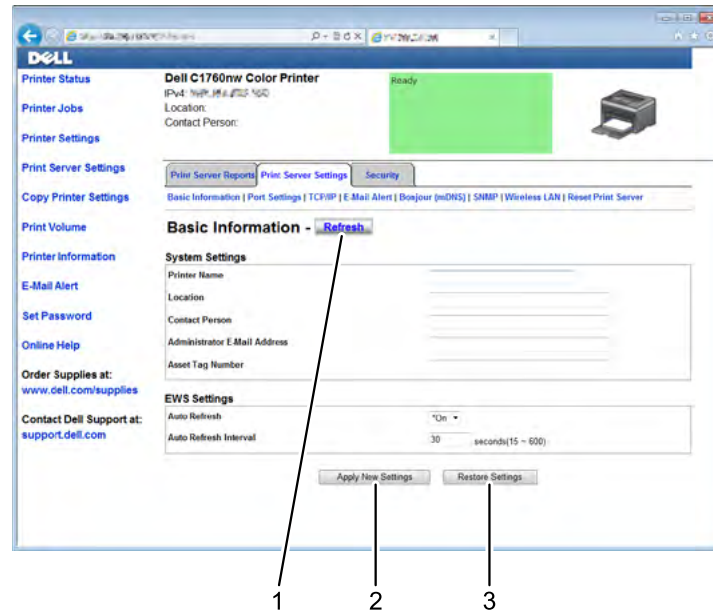 DELL
Printer Status
Printer Jobs
Printer Settings
Print Server Settings
Copy Printer Settings
Print Volume
Printer Information
E-Mail Alert
Set Password
Online Help
Order Supplies at:
www.dell.com/supplies
Contact Dell Support at:
support.dell.com
Dell C1760nw Color Printer
IPv4:
Location:
Contact Person:
Ready
Print Server Reports Print Server Settings Security
Basic Information | Port Settings | TCP/IP | E-Mail Alert | Bonjour (mDNS) | SNMP | Wireless LAN | Reset Print Server
Basic Information - Refresh
System Settings
Printer Name
Location
Contact Person
Administrator E-Mail Address
Asset Tag Number
EWS Settings
Auto Refresh *On
Auto Refresh Interval 30 seconds(15 ~ 600)
Apply New Settings Restore Settings
1 2 3